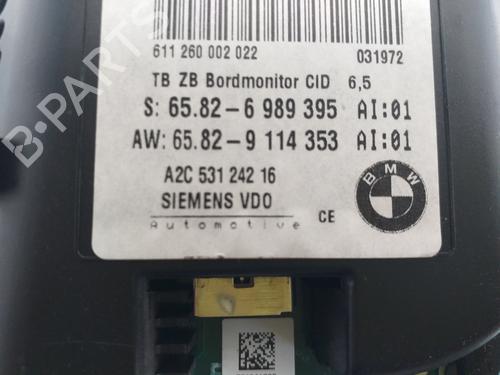 611 260 002 022 031972
TB ZB Bordmonitor CID 6,5
S: 65.82- 6 989 395 AI:01
AW: 65.82- 9 114 353 AI:01
A2C 531 242 16
SIEMENS VDO
Automotive CE
BMW
B-PARTS